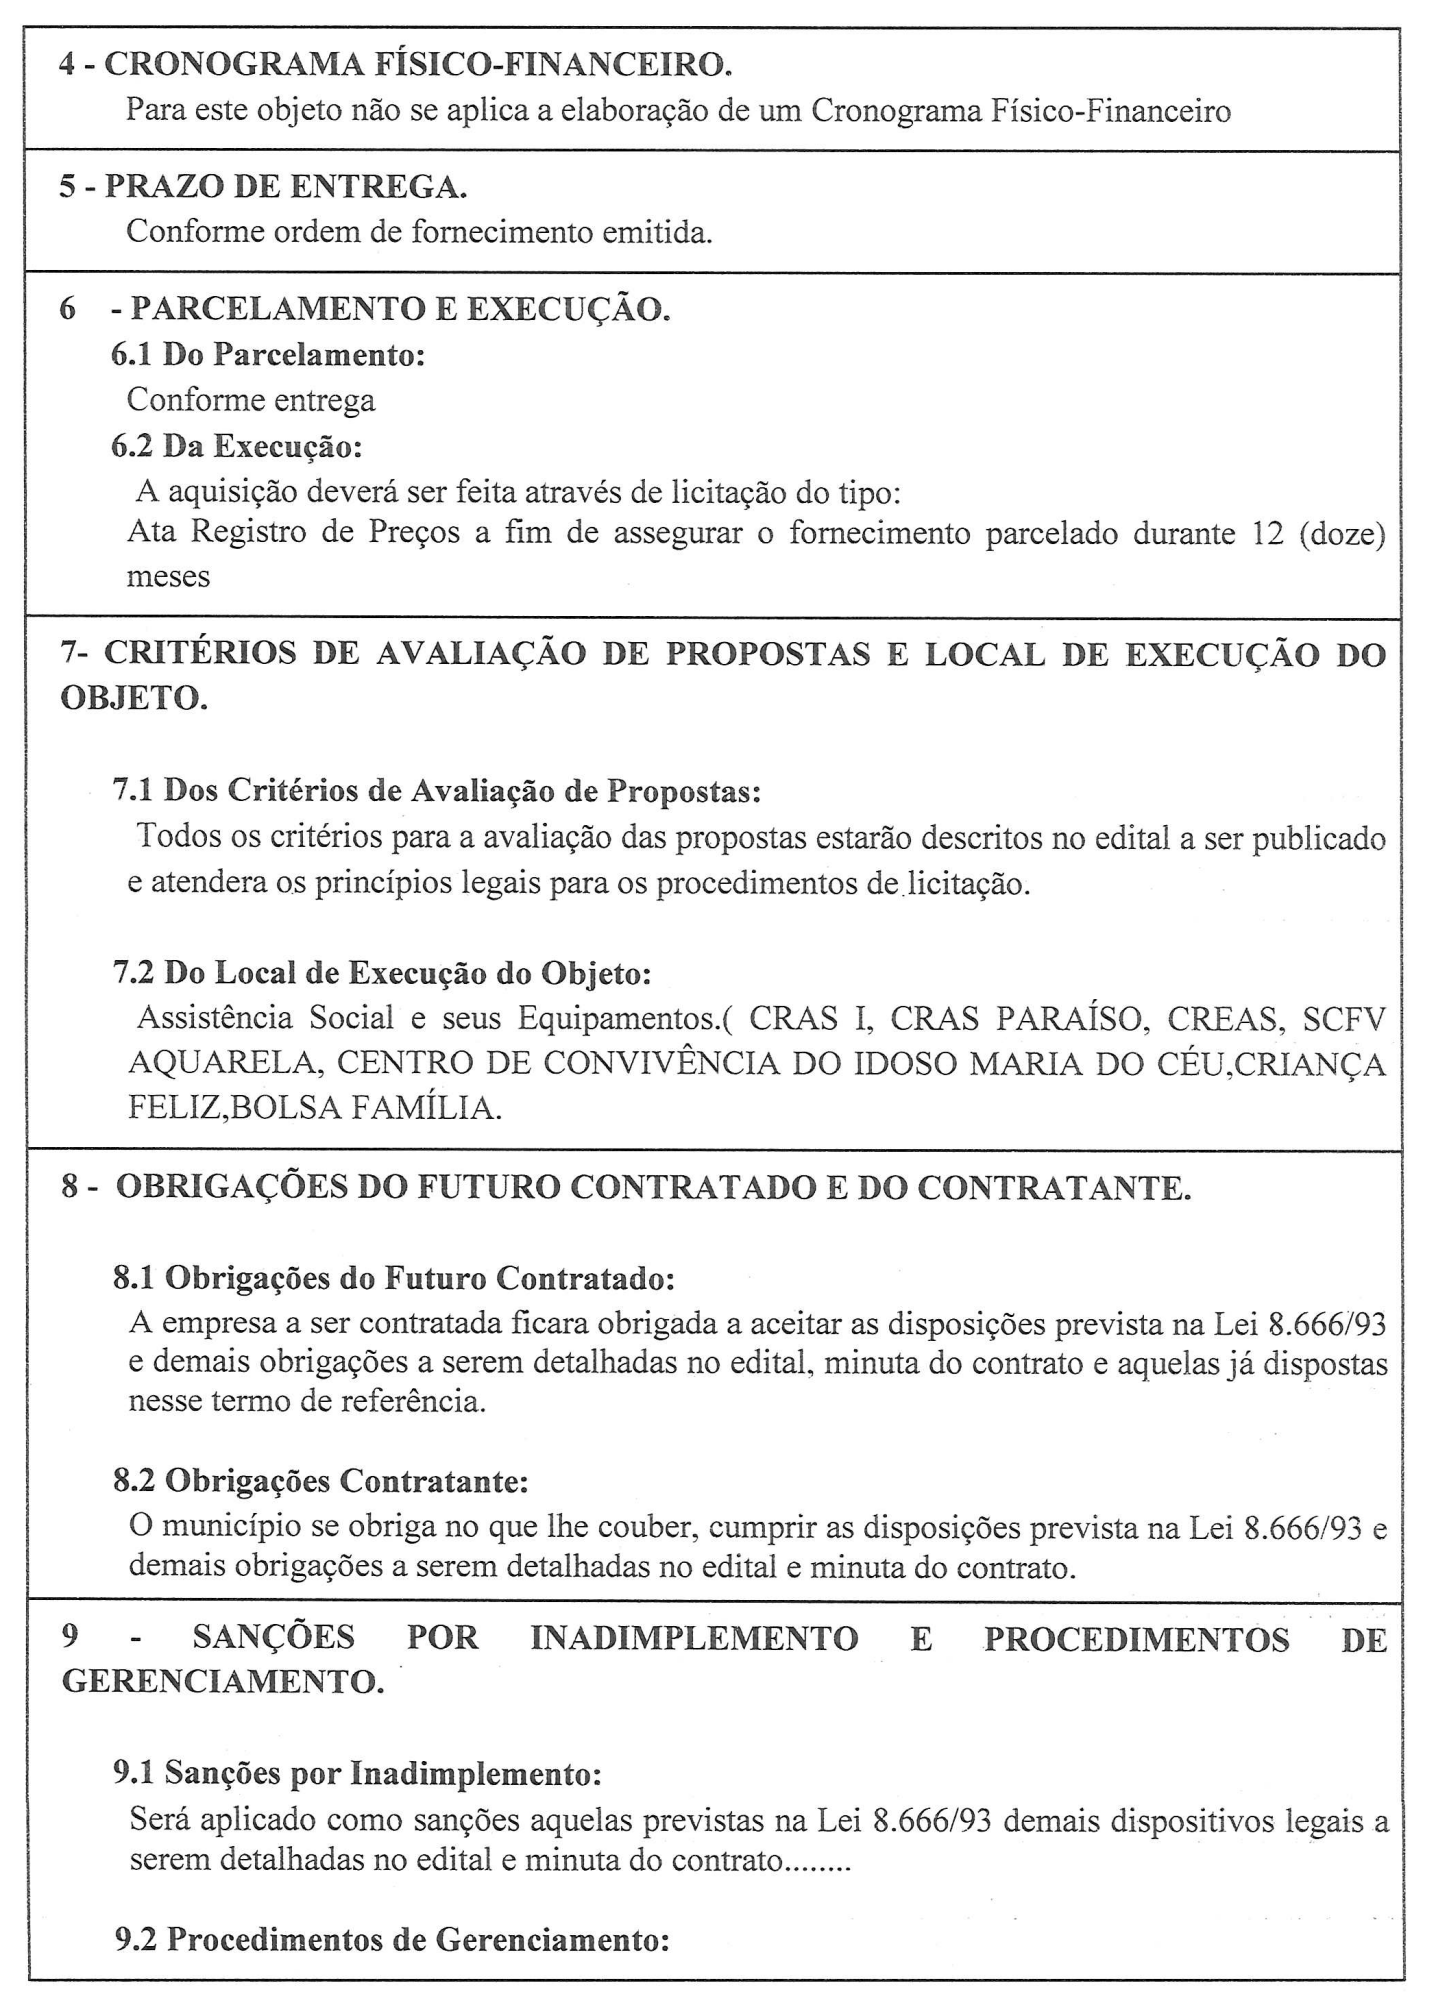 4 - CRONOGRAMA FÍSICO-FINANCEIRO.
Para este objeto não se aplica a elaboração de um Cronograma Físico-Financeiro
5 - PRAZO DE ENTREGA.
Conforme ordem de fornecimento emitida.
6 - PARCELAMENTO E EXECUÇÃO.
6.1 Do Parcelamento:
Conforme entrega
6.2 Da Execução:
A aquisição deverá ser feita através de licitação do tipo:
Ata Registro de Preços a fim de assegurar o fornecimento parcelado durante 12 (doze)
meses
7- CRITÉRIOS DE AVALIAÇÃO DE PROPOSTAS E LOCAL DE EXECUÇÃO DO
OBJETO.
7.1 Dos Critérios de Avaliação de Propostas:
Todos os critérios para a avaliação das propostas estarão descritos no edital a ser publicado
e atendera os princípios legais para os procedimentos de licitação.
7.2 Do Local de Execução do Objeto:
Assistência Social e seus Equipamentos.( CRAS I, CRAS PARAÍSO, CREAS, SCFV
AQUARELA, CENTRO DE CONVIVÊNCIA DO IDOSO MARIA DO CÉU,CRIANÇA
FELIZ,BOLSA FAMÍLIA.
8 - OBRIGAÇÕES DO FUTURO CONTRATADO E DO CONTRATANTE.
8.1 Obrigações do Futuro Contratado:
A empresa a ser contratada ficara obrigada a aceitar as disposições prevista na Lei 8.666/93
e demais obrigações a serem detalhadas no edital, minuta do contrato e aquelas já dispostas
nesse termo de referência.
8.2 Obrigações Contratante:
O município se obriga no que lhe couber, cumprir as disposições prevista na Lei 8.666/93 e
demais obrigações a serem detalhadas no edital e minuta do contrato.
9 - SANÇÕES POR INADIMPLEMENTO E PROCEDIMENTOS DE
GERENCIAMENTO.
9.1 Sanções por Inadimplemento:
Será aplicado como sanções aquelas previstas na Lei 8.666/93 demais dispositivos legais a
serem detalhadas no edital e minuta do contrato........
9.2 Procedimentos de Gerenciamento: